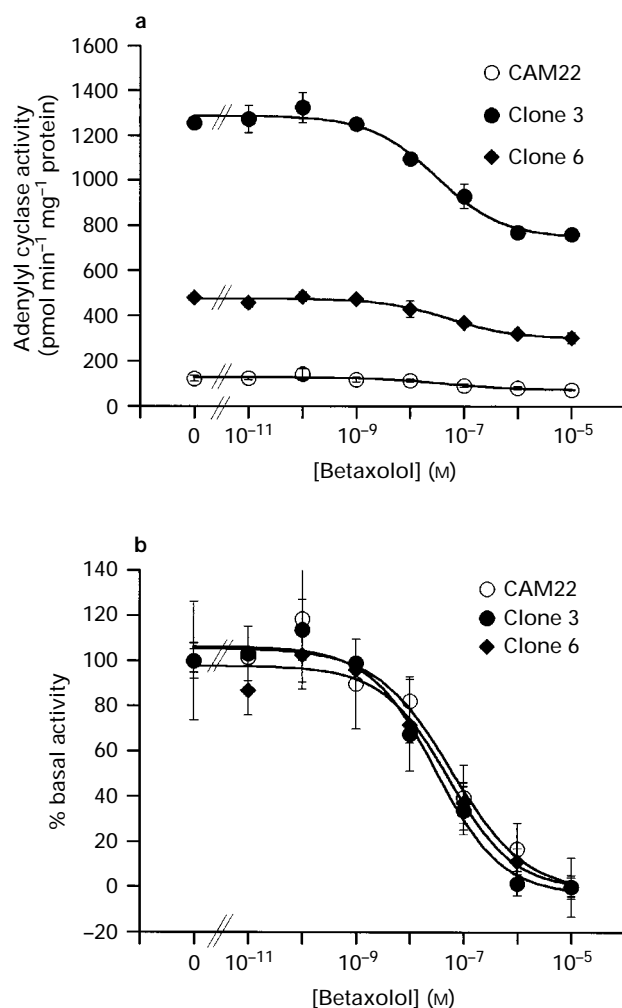 a
1600
1400
1200
1000
800
600
400
200
0
Adenylyl cyclase activity
(pmol min⁻¹ mg⁻¹ protein)
CAM22
Clone 3
Clone 6
0 10⁻¹¹ 10⁻⁹ 10⁻⁷ 10⁻⁵
[Betaxolol] (M)
b
140
120
100
80
60
40
20
0
–20
% basal activity
CAM22
Clone 3
Clone 6
0 10⁻¹¹ 10⁻⁹ 10⁻⁷ 10⁻⁵
[Betaxolol] (M)